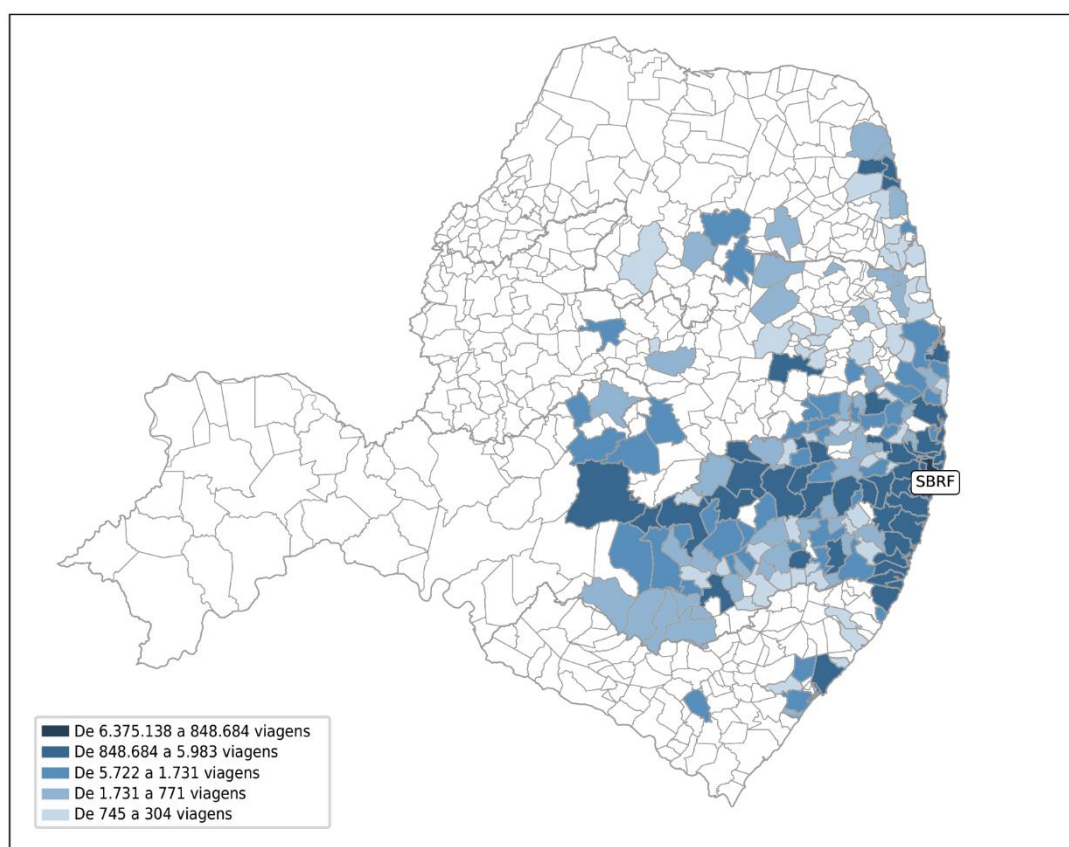 SBRF
De 6.375.138 a 848.684 viagens
De 848.684 a 5.983 viagens
De 5.722 a 1.731 viagens
De 1.731 a 771 viagens
De 745 a 304 viagens